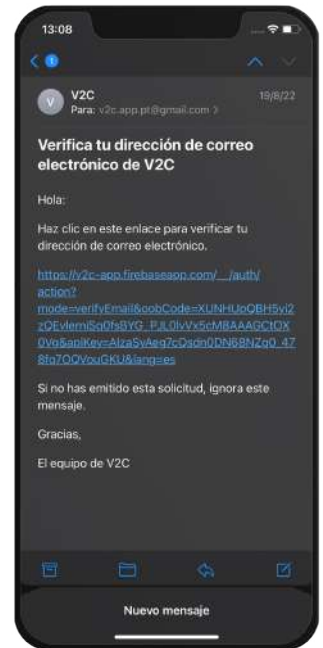 13:08
1
V
V2C
19/8/22
Para: v2c.app.pt@gmail.com
Verifica tu dirección de correo
electrónico de V2C
Hola:
Haz clic en este enlace para verificar tu
dirección de correo electrónico.
https://v2c-app.firebaseapp.com/__/auth/
action?
Si no has emitido esta solicitud, ignora este
mensaje.
Gracias,
El equipo de V2C
Nuevo mensaje